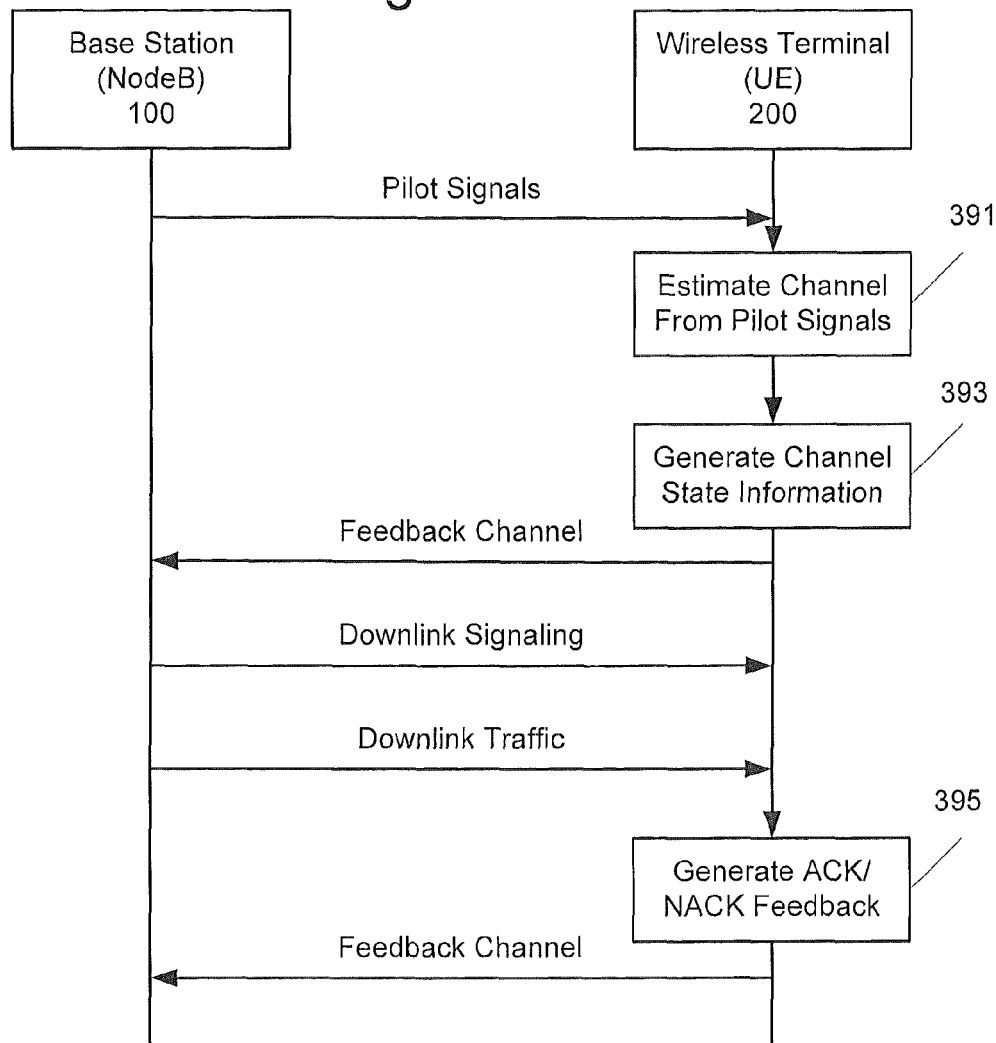 Base Station
(NodeB)
100
Wireless Terminal
(UE)
200
Pilot Signals
391
Estimate Channel
From Pilot Signals
393
Generate Channel
State Information
Feedback Channel
Downlink Signaling
Downlink Traffic
395
Generate ACK/
NACK Feedback
Feedback Channel